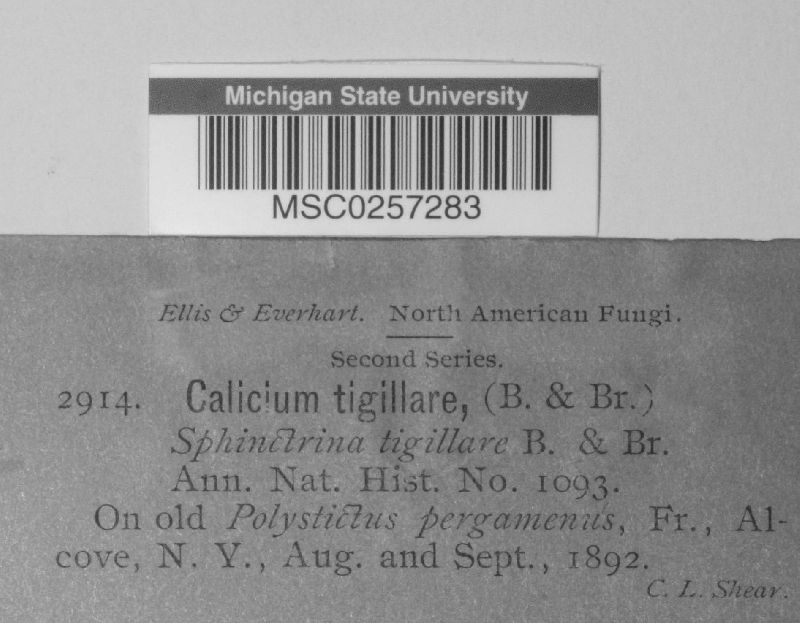 Michigan State University
MSC0257283
Ellis & Everhart. North American Fungi.
Second Series.
2914. Calicium tigillare, (B. & Br.)
Sphinctrina tigillare B. & Br.
Ann. Nat. Hist. No. 1093.
On old Polystictus pergamenus, Fr., Al-
cove, N. Y., Aug. and Sept., 1892.
C. L. Shear.